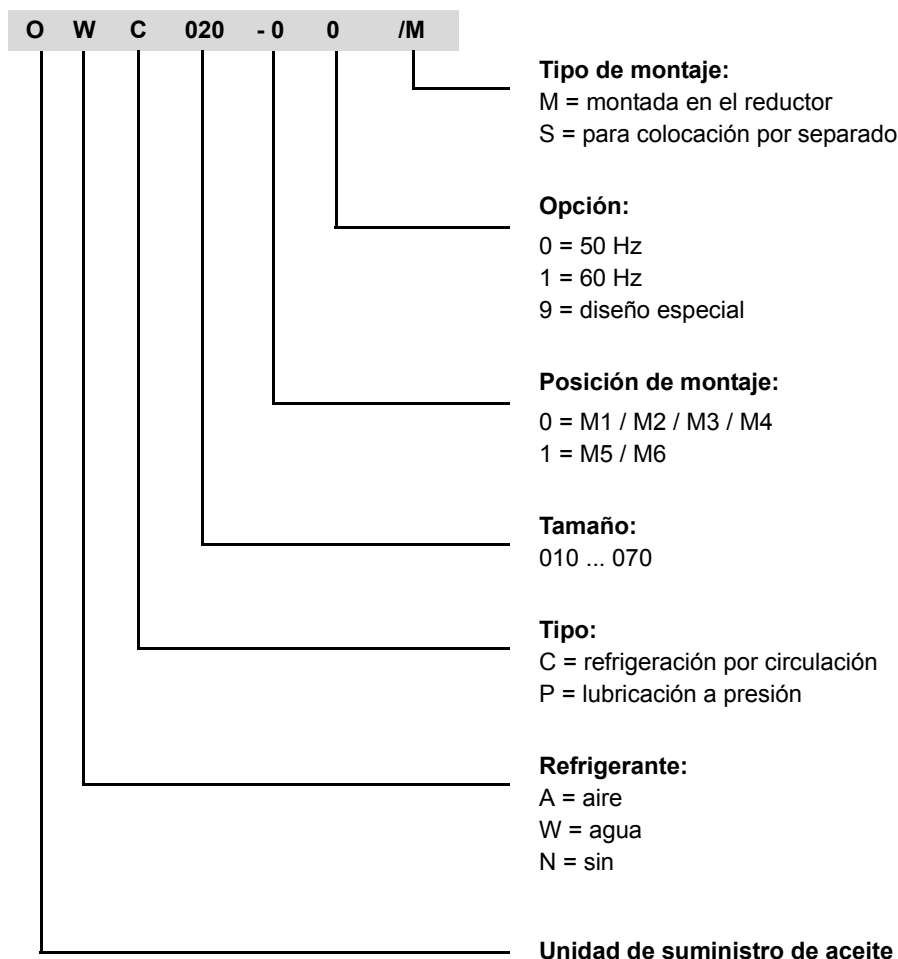 O W C 020 - 0 0 /M
Tipo de montaje:
M = montada en el reductor
S = para colocación por separado
Opción:
0 = 50 Hz
1 = 60 Hz
9 = diseño especial
Posición de montaje:
0 = M1 / M2 / M3 / M4
1 = M5 / M6
Tamaño:
010 ... 070
Tipo:
C = refrigeración por circulación
P = lubricación a presión
Refrigerante:
A = aire
W = agua
N = sin
Unidad de suministro de aceite